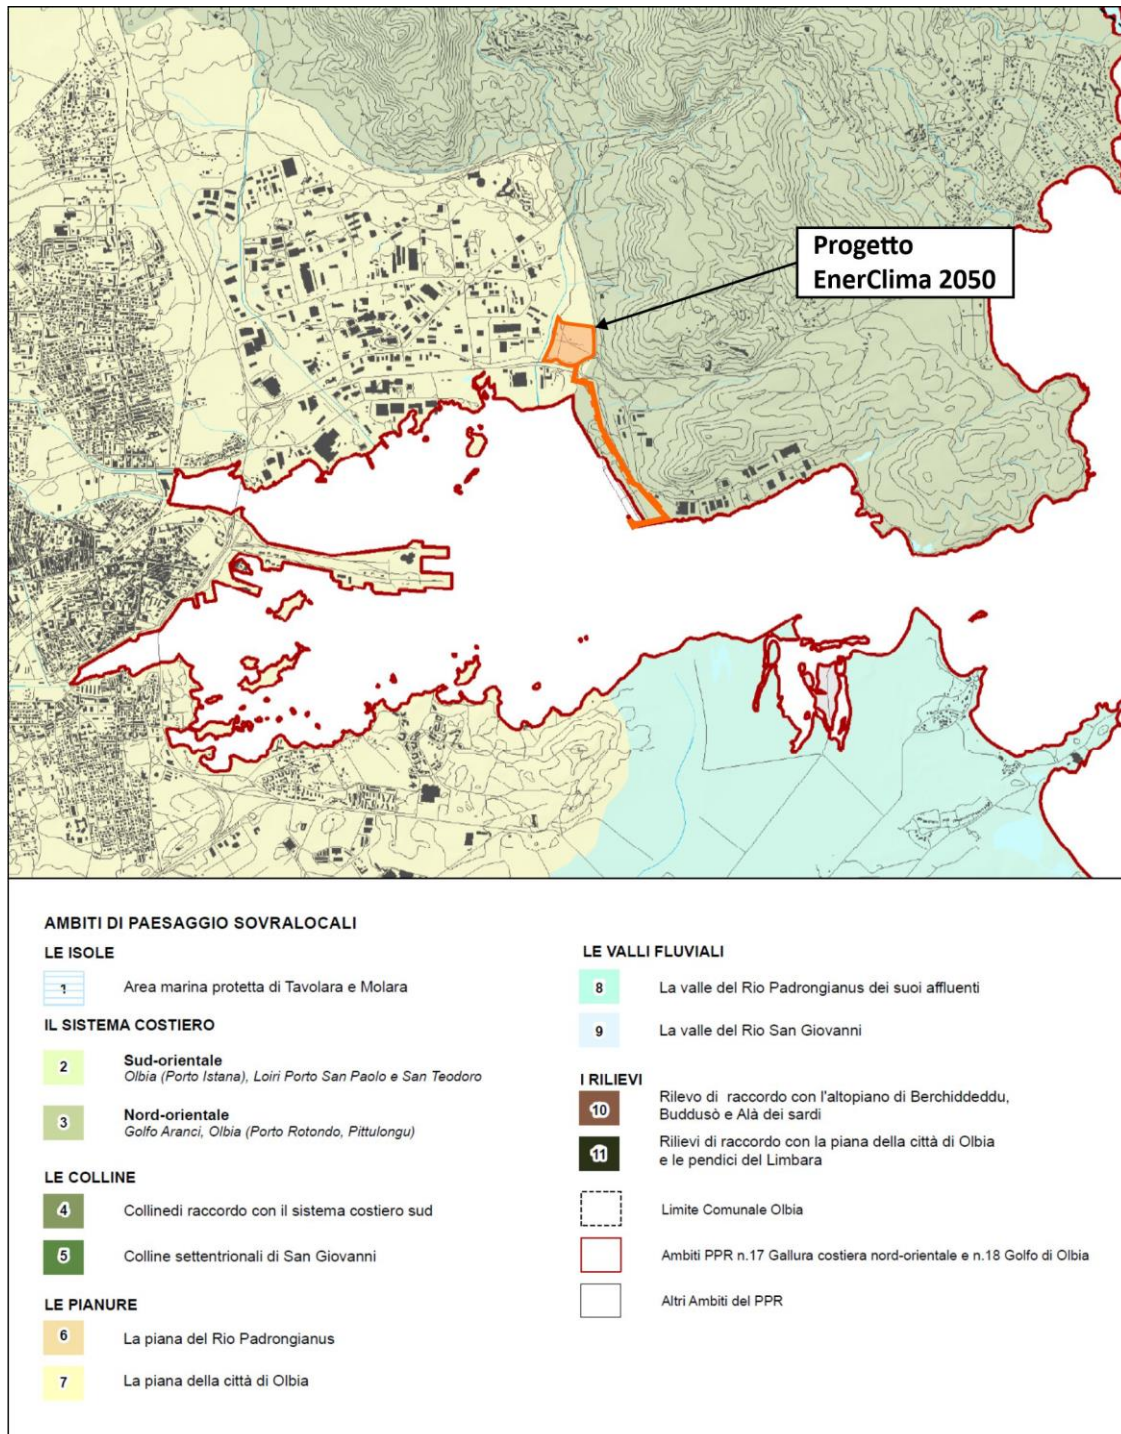 Progetto
EnerClima 2050
AMBITI DI PAESAGGIO SOVRALOCALI
LE ISOLE
1
Area marina protetta di Tavolara e Molara
IL SISTEMA COSTIERO
2
Sud-orientale
Olbia (Porto Istana), Loiri Porto San Paolo e San Teodoro
3
Nord-orientale
Golfo Aranci, Olbia (Porto Rotondo, Pittulongu)
LE COLLINE
4
Collinedi raccordo con il sistema costiero sud
5
Colline settentrionali di San Giovanni
LE PIANURE
6
La piana del Rio Padrongianus
7
La piana della città di Olbia
LE VALLI FLUVIALI
8
La valle del Rio Padrongianus dei suoi affluenti
9
La valle del Rio San Giovanni
I RILIEVI
10
Rilevo di raccordo con l'altopiano di Berchiddeddu,
Buddusò e Alà dei sardi
11
Rilievi di raccordo con la piana della città di Olbia
e le pendici del Limbara
Limite Comunale Olbia
Ambiti PPR n.17 Gallura costiera nord-orientale e n.18 Golfo di Olbia
Altri Ambiti del PPR